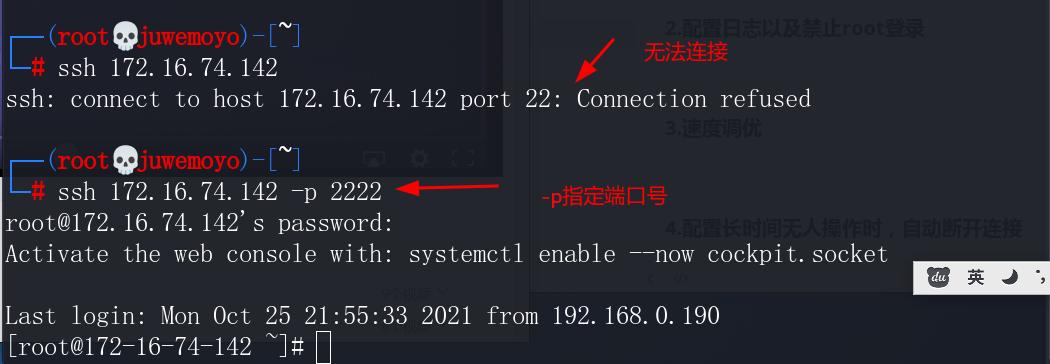 2.配置日志以及禁止root登录
┌──(root💀juwemoyo)-[~]
无法连接
└─# ssh 172.16.74.142
ssh: connect to host 172.16.74.142 port 22: Connection refused
3.速度调优
┌──(root💀juwemoyo)-[~]
└─# ssh 172.16.74.142 -p 2222
-p指定端口号
root@172.16.74.142's password:
4.配置长时间无人操作时，自动断开连接
Activate the web console with: systemctl enable --now cockpit.socket
du 英
Last login: Mon Oct 25 21:55:33 2021 from 192.168.0.190
[root@172-16-74-142 ~]#